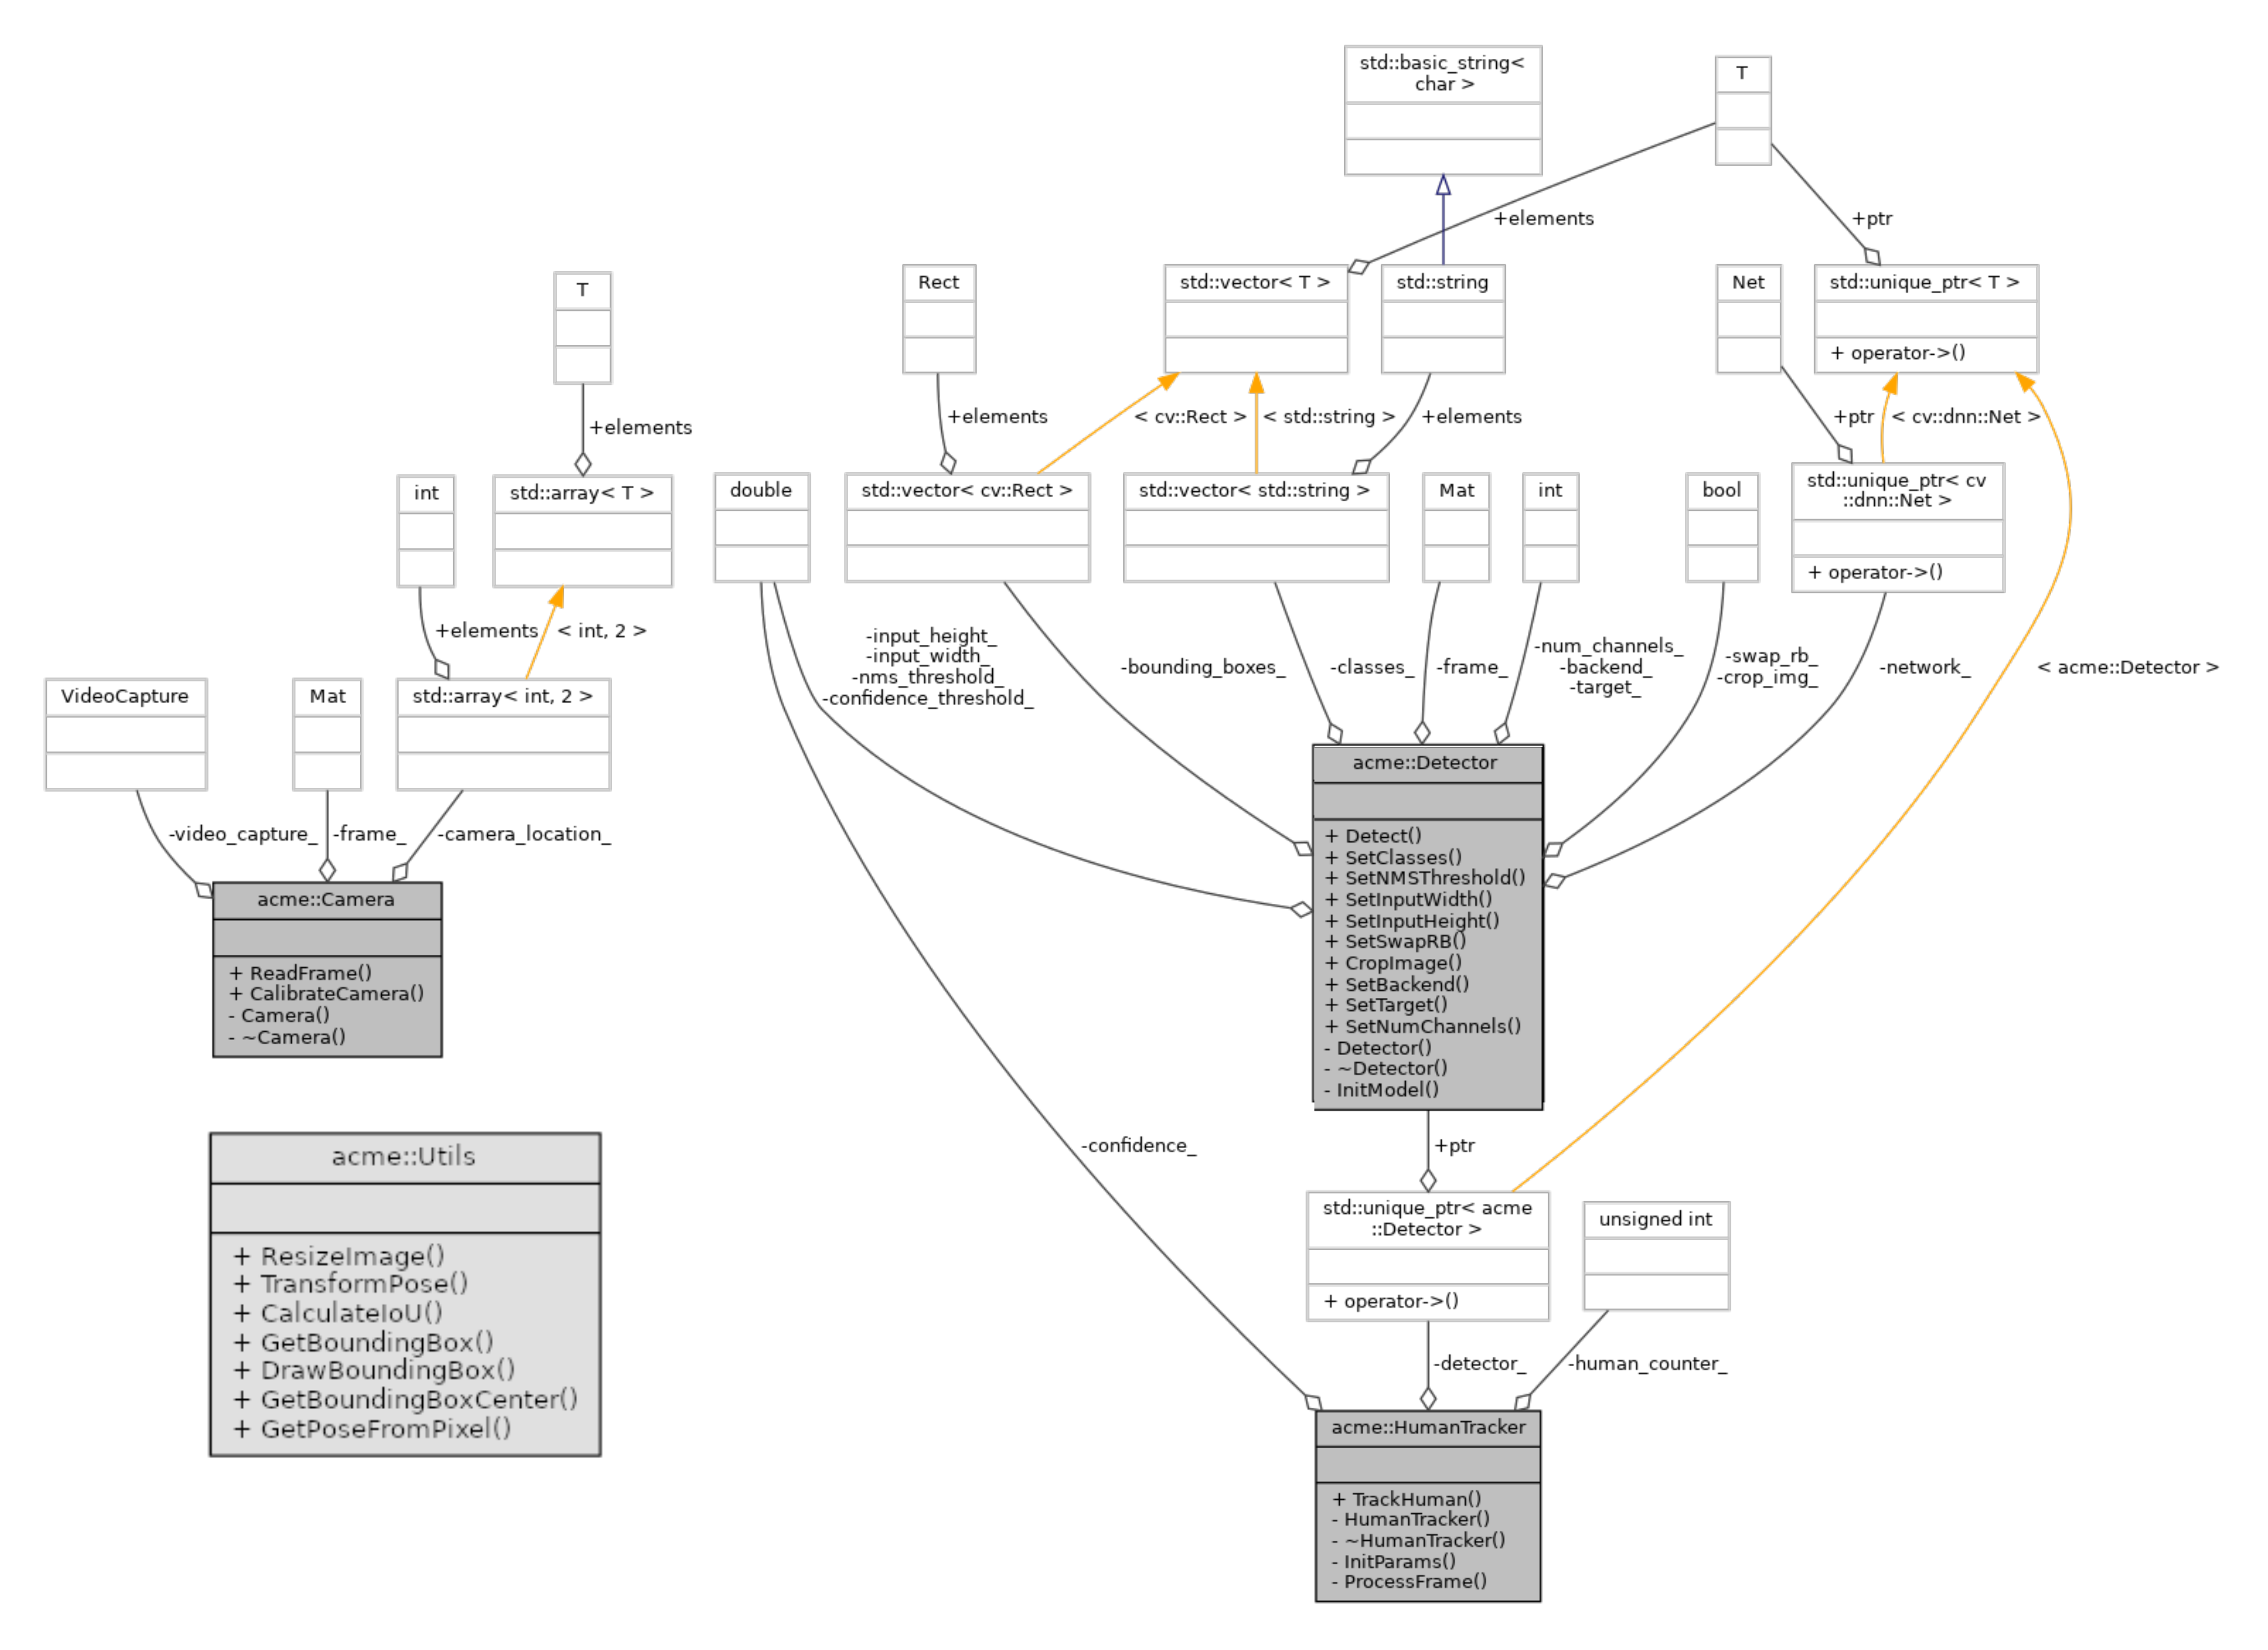 std::basic_string<
char >
T
+elements
+ptr
T
Rect
std::vector< T >
std::string
Net
std::unique_ptr< T >
+ operator->()
+elements
+elements
< cv::Rect >
< std::string >
+elements
+ptr
< cv::dnn::Net >
int
std::array< T >
double
std::vector< cv::Rect >
std::vector< std::string >
Mat
int
bool
std::unique_ptr< cv
::dnn::Net >
+ operator->()
+elements
< int, 2 >
-input_height_
-input_width_
-nms_threshold_
-confidence_threshold_
-bounding_boxes_
-classes_
-frame_
-num_channels_
-backend_
-target_
-swap_rb_
-crop_img_
-network_
< acme::Detector >
VideoCapture
Mat
std::array< int, 2 >
-video_capture_
-frame_
-camera_location_
acme::Camera
+ ReadFrame()
+ CalibrateCamera()
- Camera()
- ~Camera()
acme::Detector
+ Detect()
+ SetClasses()
+ SetNMSThreshold()
+ SetInputWidth()
+ SetInputHeight()
+ SetSwapRB()
+ CropImage()
+ SetBackend()
+ SetTarget()
+ SetNumChannels()
- Detector()
- ~Detector()
- InitModel()
acme::Utils
+ ResizeImage()
+ TransformPose()
+ CalculateIoU()
+ GetBoundingBox()
+ DrawBoundingBox()
+ GetBoundingBoxCenter()
+ GetPoseFromPixel()
-confidence_
+ptr
std::unique_ptr< acme
::Detector >
+ operator->()
unsigned int
-detector_
-human_counter_
acme::HumanTracker
+ TrackHuman()
- HumanTracker()
- ~HumanTracker()
- InitParams()
- ProcessFrame()